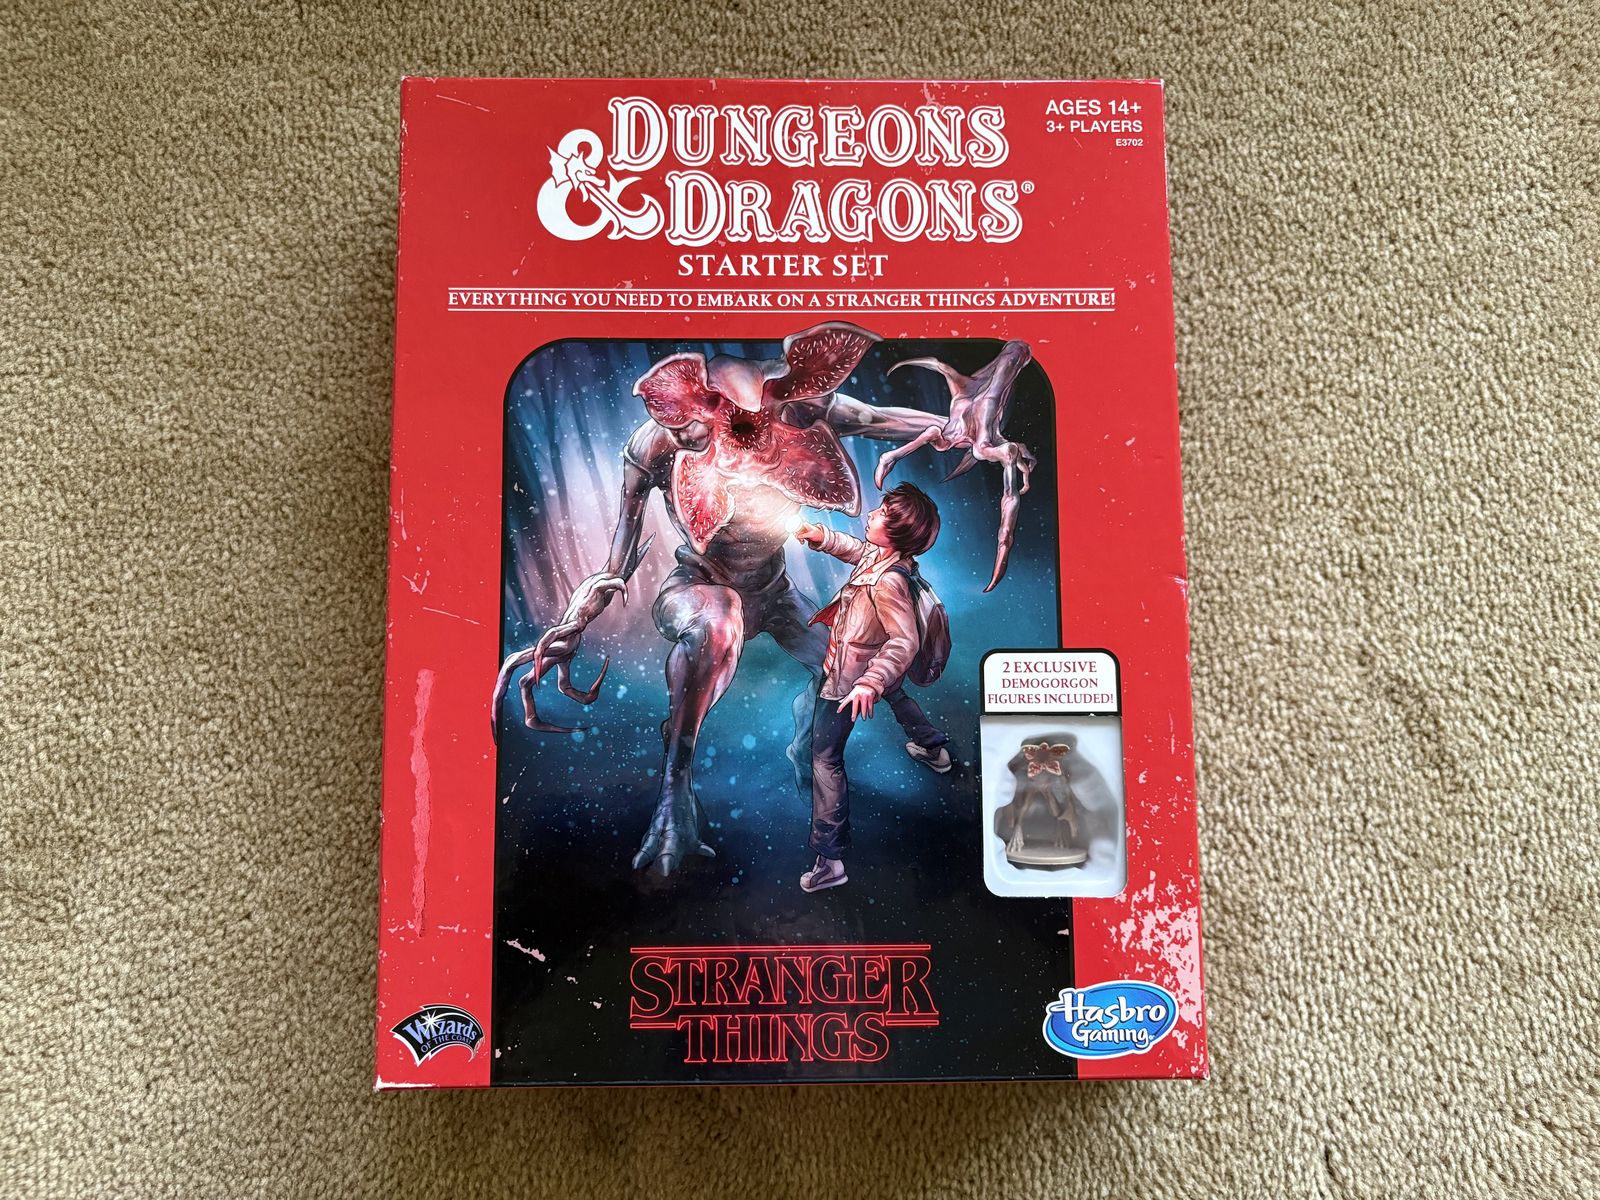 DUNGEONS
& DRAGONS®
STARTER SET
EVERYTHING YOU NEED TO EMBARK ON A STRANGER THINGS ADVENTURE!
AGES 14+
3+ PLAYERS
E3702
2 EXCLUSIVE
DEMOGORGON
FIGURES INCLUDED!
STRANGER
THINGS
Wizards
OF THE COAST
Hasbro
Gaming